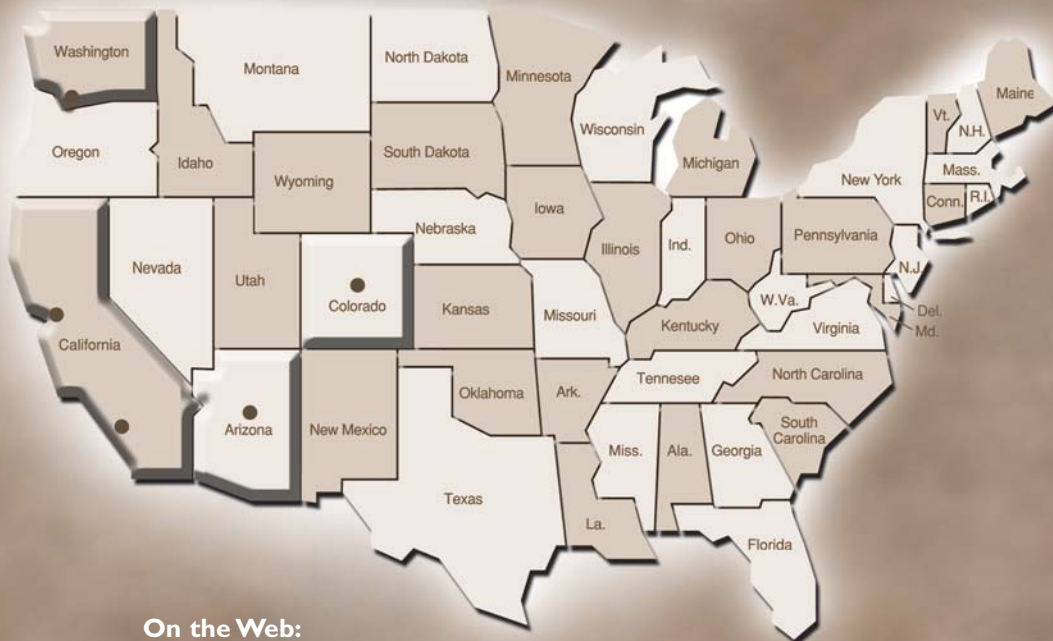 Washington
Montana
North Dakota
Minnesota
Maine
Vt.
N.H.
Oregon
Idaho
Wyoming
South Dakota
Wisconsin
Michigan
New York
Mass.
Conn.
R.I.
Nevada
Utah
Colorado
Nebraska
Iowa
Illinois
Ind.
Ohio
Pennsylvania
N.J.
California
Kansas
Missouri
Kentucky
W.Va.
Virginia
Del.
Md.
Arizona
New Mexico
Oklahoma
Ark.
Tennessee
North Carolina
South
Carolina
Texas
La.
Miss.
Ala.
Georgia
Florida
On the Web: